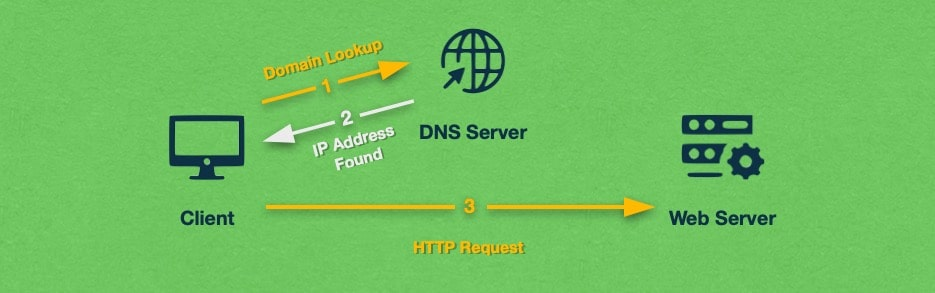 Domain Lookup
1
2
IP Address
Found
DNS Server
Client
3
Web Server
HTTP Request